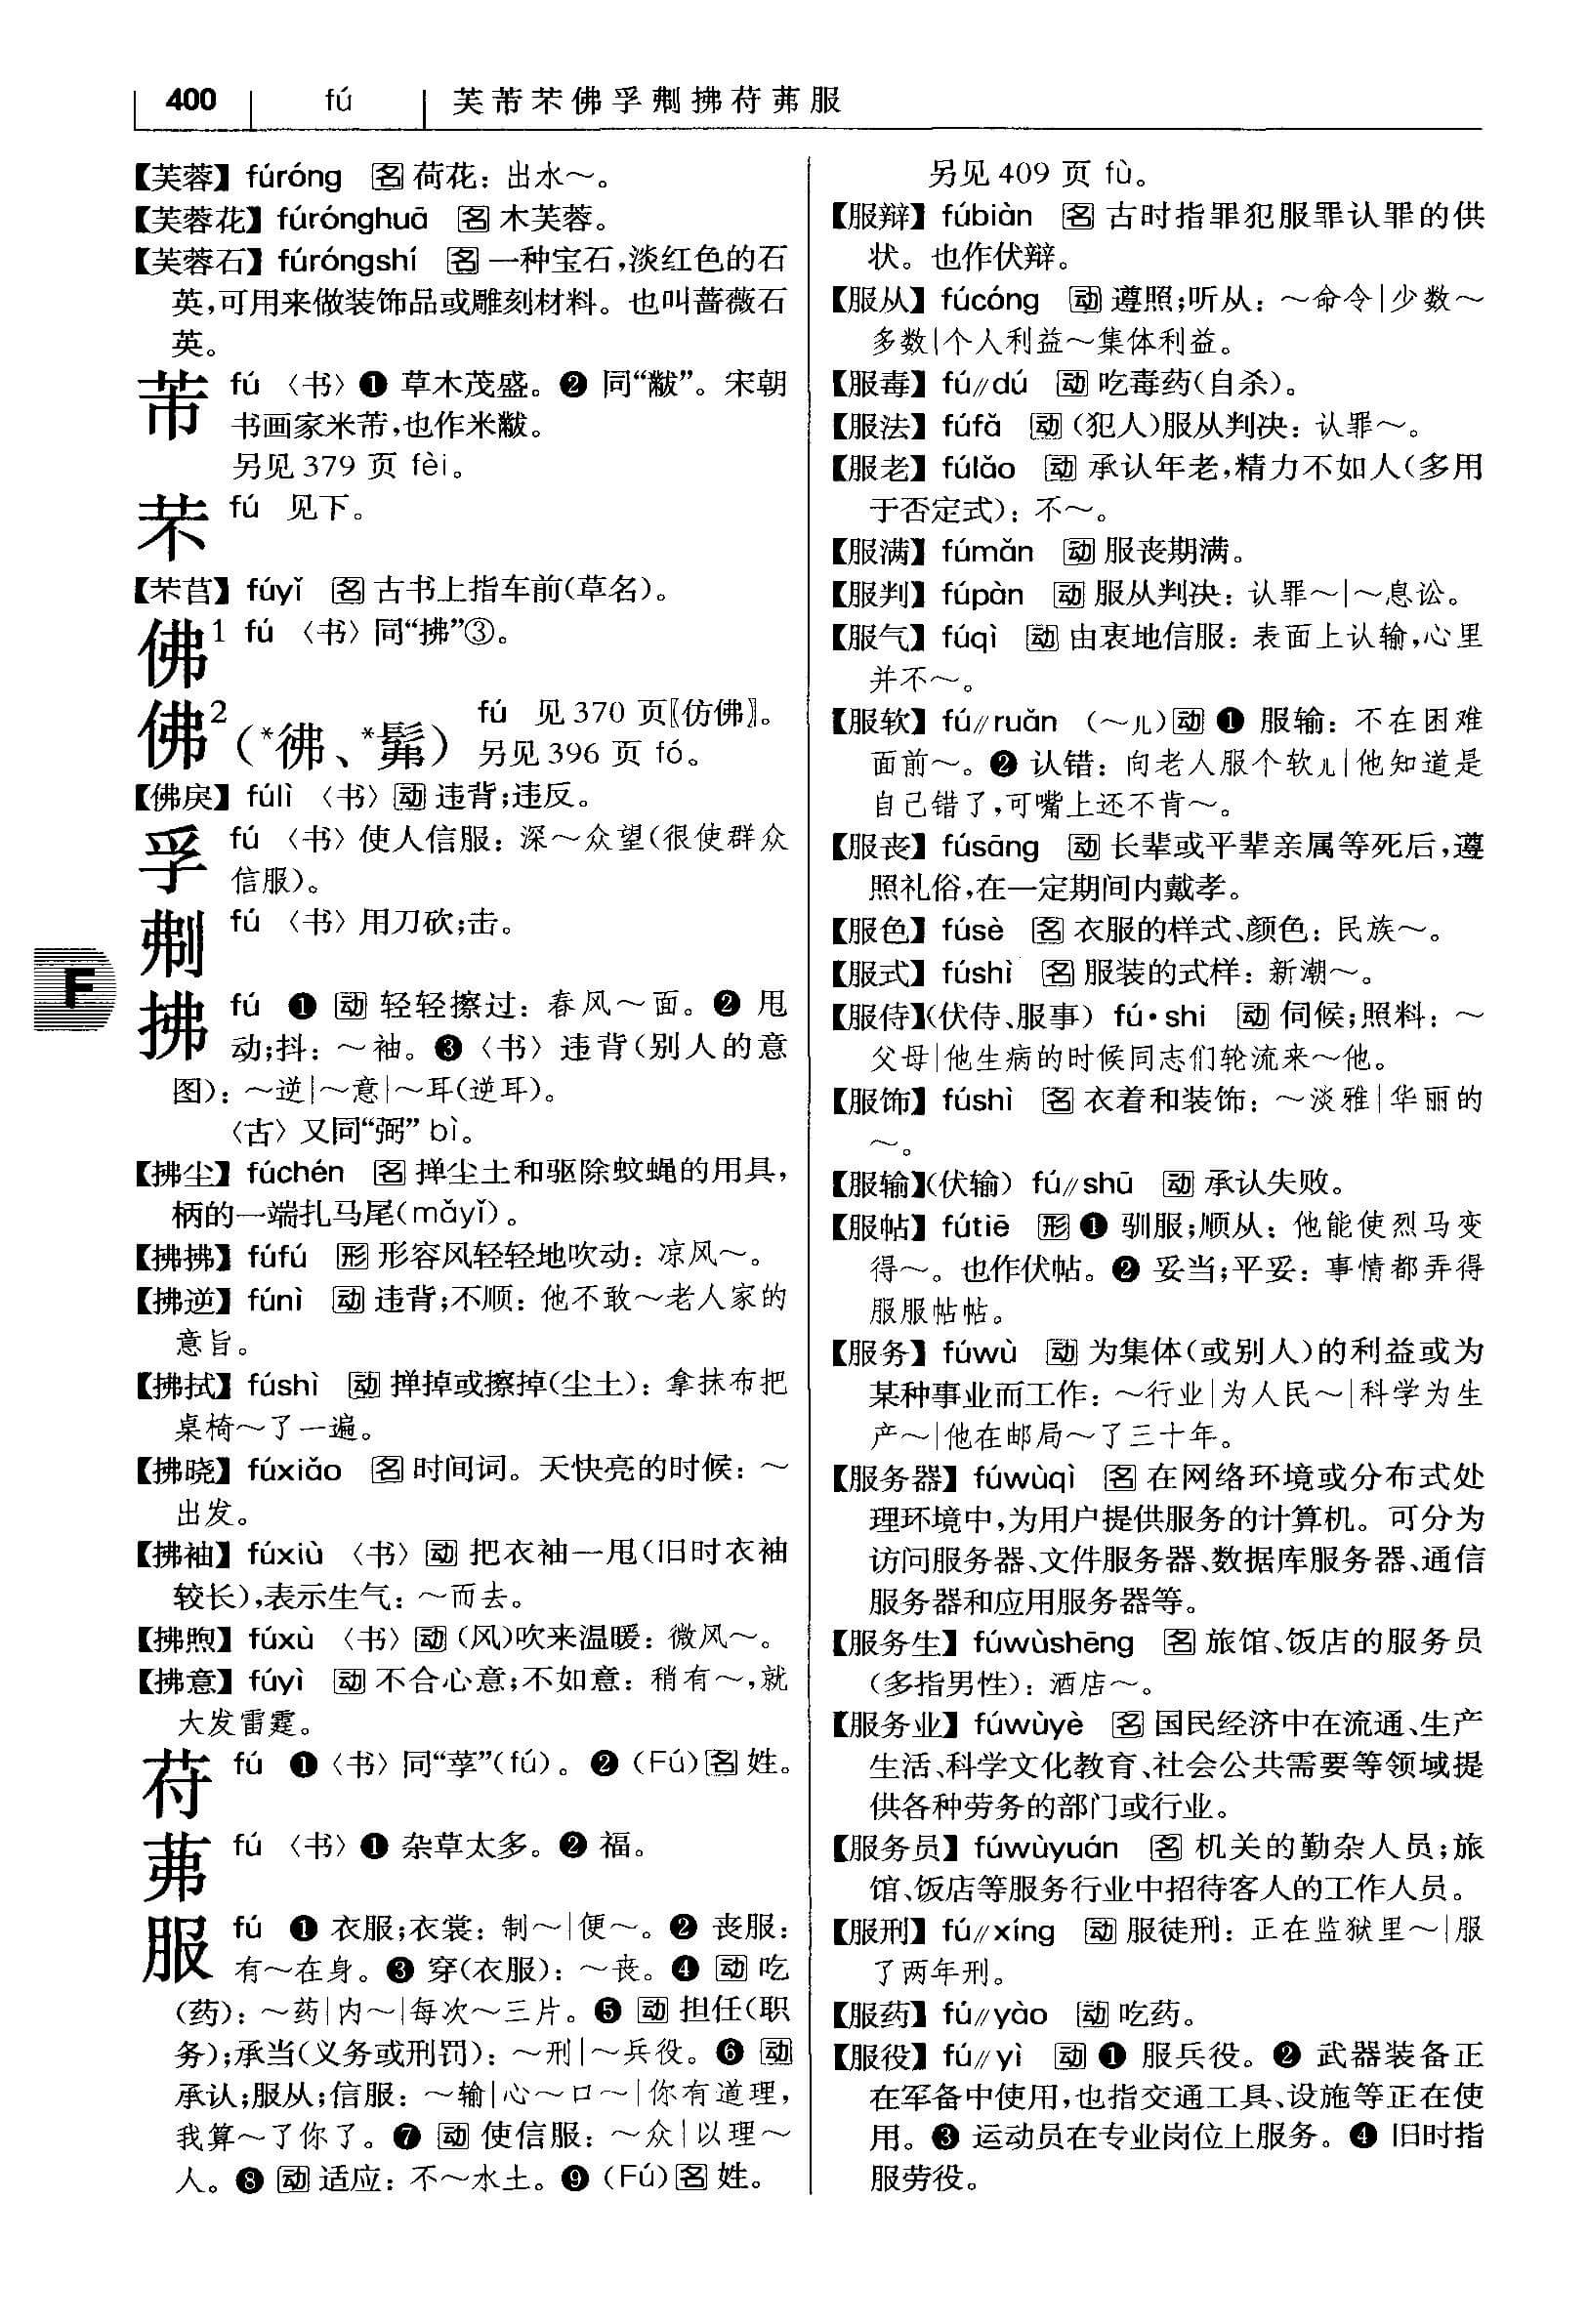 400 fú 芙芾芣佛孚刜拂苻茀服
【芙蓉】 fúróng 名 荷花：出水～。
【芙蓉花】 fúrónghuā 名 木芙蓉。
【芙蓉石】 fúróngshí 名 一种宝石，淡红色的石
英，可用来做装饰品或雕刻材料。也叫蔷薇石
英。
芾 fú 〈书〉❶ 草木茂盛。❷ 同“黻”。宋朝
书画家米芾，也作米黻。
另见 379 页 fèi。
芣 fú 见下。
【芣苢】 fúyǐ 名 古书上指车前（草名）。
佛1 fú 〈书〉同“拂”③。
佛2（*彿、*髴） fú 见 370 页〖仿佛〗。
另见 396 页 fó。
【佛戾】 fúlì 〈书〉动 违背；违反。
孚 fú 〈书〉使人信服：深～众望（很使群众
信服）。
刜 fú 〈书〉用刀砍；击。
F
拂 fú ❶ 动 轻轻擦过：春风～面。❷ 甩
动；抖：～袖。❸〈书〉违背（别人的意
图）：～逆|～意|～耳（逆耳）。
〈古〉又同“弼” bì。
【拂尘】 fúchén 名 掸尘土和驱除蚊蝇的用具，
柄的一端扎马尾（mǎyǐ）。
【拂拂】 fúfú 形 形容风轻轻地吹动：凉风～。
【拂逆】 fúnì 动 违背；不顺：他不敢～老人家的
意旨。
【拂拭】 fúshì 动 掸掉或擦掉（尘土）：拿抹布把
桌椅～了一遍。
【拂晓】 fúxiǎo 名 时间词。天快亮的时候：～
出发。
【拂袖】 fúxiù 〈书〉动 把衣袖一甩（旧时衣袖
较长），表示生气：～而去。
【拂煦】 fúxù 〈书〉动（风）吹来温暖：微风～。
【拂意】 fúyì 动 不合心意；不如意：稍有～，就
大发雷霆。
苻 fú ❶〈书〉同“莩”（fú）。❷（Fú）名 姓。
茀 fú 〈书〉❶ 杂草太多。❷ 福。
服 fú ❶ 衣服；衣裳：制～|便～。❷ 丧服：
有～在身。❸ 穿（衣服）：～丧。❹ 动 吃
（药）：～药|内～|每次～三片。❺ 动 担任（职
务）；承当（义务或刑罚）：～刑|～兵役。❻ 动
承认；服从；信服：～输|心～口～|你有道理，
我算～了你了。❼ 动 使信服：～众|以理～
人。❽ 动 适应：不～水土。❾（Fú）名 姓。
另见 409 页 fù。
【服辩】 fúbiàn 名 古时指罪犯服罪认罪的供
状。也作伏辩。
【服从】 fúcóng 动 遵照；听从：～命令|少数～
多数|个人利益～集体利益。
【服毒】 fú//dú 动 吃毒药（自杀）。
【服法】 fúfǎ 动（犯人）服从判决：认罪～。
【服老】 fúlǎo 动 承认年老，精力不如人（多用
于否定式）：不～。
【服满】 fúmǎn 动 服丧期满。
【服判】 fúpàn 动 服从判决：认罪～|～息讼。
【服气】 fúqì 动 由衷地信服：表面上认输，心里
并不～。
【服软】 fú//ruǎn （～儿）动 ❶ 服输：不在困难
面前～。❷ 认错：向老人服个软儿|他知道是
自己错了，可嘴上还不肯～。
【服丧】 fúsāng 动 长辈或平辈亲属等死后，遵
照礼俗，在一定期间内戴孝。
【服色】 fúsè 名 衣服的样式、颜色：民族～。
【服式】 fúshì 名 服装的式样：新潮～。
【服侍】（伏侍、服事） fú·shi 动 伺候；照料：～
父母|他生病的时候同志们轮流来～他。
【服饰】 fúshì 名 衣着和装饰：～淡雅|华丽的
～。
【服输】（伏输） fú//shū 动 承认失败。
【服帖】 fútiē 形 ❶ 驯服；顺从：他能使烈马变
得～。也作伏帖。❷ 妥当；平妥：事情都弄得
服服帖帖。
【服务】 fúwù 动 为集体（或别人）的利益或为
某种事业而工作：～行业|为人民～|科学为生
产～|他在邮局～了三十年。
【服务器】 fúwùqì 名 在网络环境或分布式处
理环境中，为用户提供服务的计算机。可分为
访问服务器、文件服务器、数据库服务器、通信
服务器和应用服务器等。
【服务生】 fúwùshēng 名 旅馆、饭店的服务员
（多指男性）：酒店～。
【服务业】 fúwùyè 名 国民经济中在流通、生产
生活、科学文化教育、社会公共需要等领域提
供各种劳务的部门或行业。
【服务员】 fúwùyuán 名 机关的勤杂人员；旅
馆、饭店等服务行业中招待客人的工作人员。
【服刑】 fú//xíng 动 服徒刑：正在监狱里～|服
了两年刑。
【服药】 fú//yào 动 吃药。
【服役】 fú//yì 动 ❶ 服兵役。❷ 武器装备正
在军备中使用，也指交通工具、设施等正在使
用。❸ 运动员在专业岗位上服务。❹ 旧时指
服劳役。